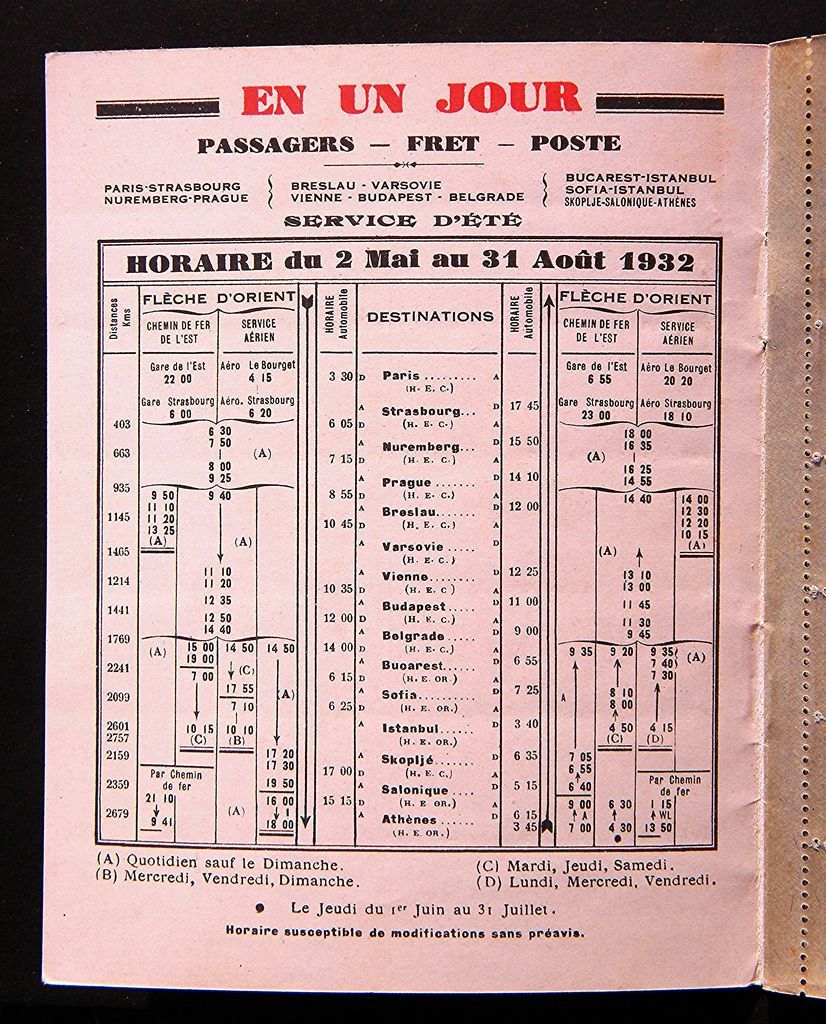 EN UN JOUR
PASSAGERS — FRET — POSTE
PARIS-STRASBOURG
NUREMBERG-PRAGUE
BRESLAU - VARSOVIE
VIENNE - BUDAPEST - BELGRADE
BUCAREST-ISTANBUL
SOFIA-ISTANBUL
SKOPLJE-SALONIQUE-ATHÈNES
SERVICE D'ÉTÉ
HORAIRE du 2 Mai au 31 Août 1932
Distances Kms
FLÈCHE D'ORIENT
HORAIRE Automobile
DESTINATIONS
HORAIRE Automobile
FLÈCHE D'ORIENT
CHEMIN DE FER DE L'EST
SERVICE AÉRIEN
CHEMIN DE FER DE L'EST
SERVICE AÉRIEN
Gare de l'Est 22 00
Aéro Le Bourget 4 15
3 30 D Paris ......... A
(H. E. C.)
Gare de l'Est 6 55
Aéro Le Bourget 20 20
Gare Strasbourg 6 00
Aéro. Strasbourg 6 20
A Strasbourg... D 17 45
Gare Strasbourg 23 00
Aéro Strasbourg 18 10
403 6 30 6 05 D (H. E. C.) A 18 00
7 50 A Nuremberg... D 15 50 16 35
663 (A) 7 15 D (H. E. C.) A (A)
8 00 16 25
9 25 A Prague ....... D 14 10 14 55
935 9 50 9 40 8 55 D (H. E. C.) A 14 40 14 00
11 10 A Breslau...... D 12 00 12 30
1145 11 20 10 45 D (H. E. C.) A 12 20
13 25 10 15
(A) (A) A Varsovie ..... D (A) (A)
1465 (H. E. C.)
11 10 A Vienne........ D 12 25 13 10
1214 11 20 10 35 D (H. E. C.) A 13 00
12 35 A Budapest..... D 11 00 11 45
1441 12 50 12 00 D (H. E. C.) A 11 30
14 40 A Belgrade ..... D 9 00 9 45
1769 (A) 15 00 14 50 14 50 14 00 D (H. E. C.) A 9 35 9 20 9 35 (A)
19 00 (C) A Bucarest...... D 6 55 7 40
2241 7 00 6 15 D (H. E. OR.) A 7 30
17 55 (A) A Sofia.......... D 7 25 A 8 10
2099 7 10 6 25 D (H. E. OR.) A 8 00
2601 10 15 10 10 A Istanbul...... D 3 40 4 50 4 15
2757 (C) (B) (H. E. OR.) (C) (D)
17 20 A Skopljé....... D 6 35 7 05
2159 17 30 17 00 D (H. E. C.) A 6 55
Par Chemin de fer 19 50 A Salonique .... D 5 15 6 40 Par Chemin de fer
2359 21 10 16 00 15 15 D (H. E OR.) A 9 00 6 30 1 15
(A) A Athènes ...... D 6 15 A WL
2679 9 41 18 00 (H. E OR.) 3 45 7 00 4 30 13 50
(A) Quotidien sauf le Dimanche.
(B) Mercredi, Vendredi, Dimanche.
(C) Mardi, Jeudi, Samedi.
(D) Lundi, Mercredi, Vendredi.
● Le Jeudi du 1er Juin au 31 Juillet.
Horaire susceptible de modifications sans préavis.